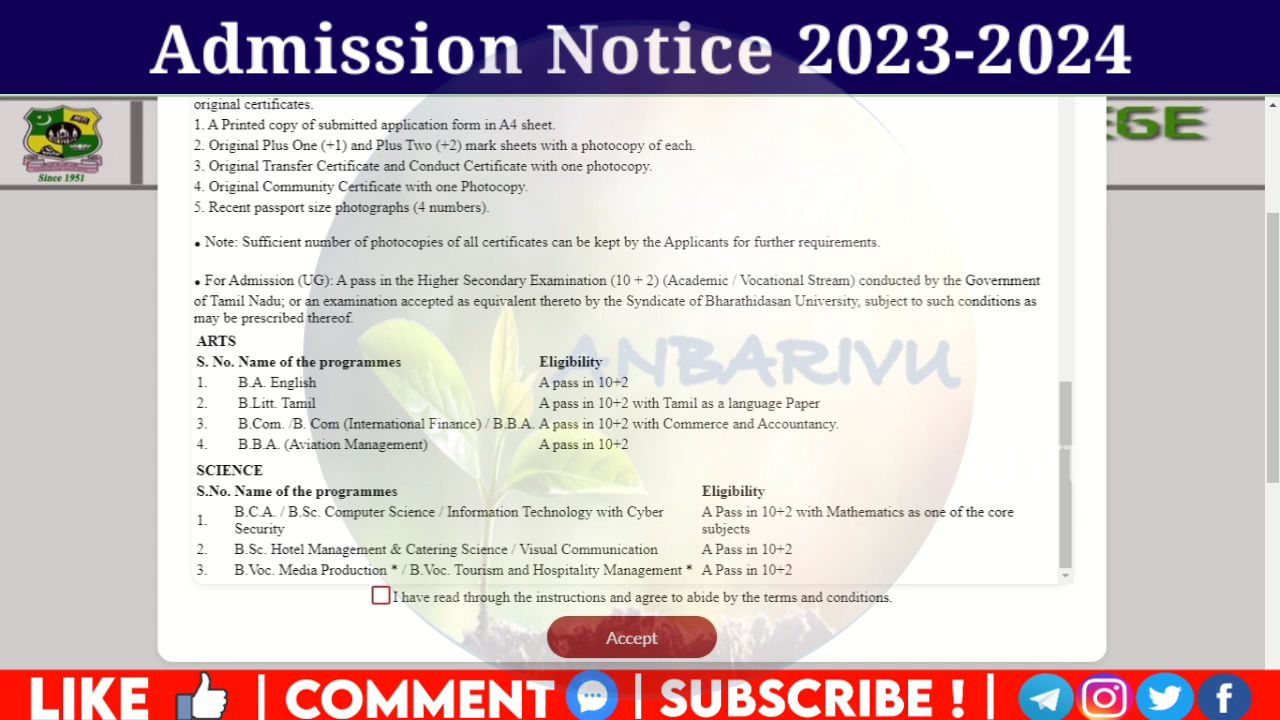 Admission Notice 2023-2024
EGE
Since 1951
original certificates.
1. A Printed copy of submitted application form in A4 sheet.
2. Original Plus One (+1) and Plus Two (+2) mark sheets with a photocopy of each.
3. Original Transfer Certificate and Conduct Certificate with one photocopy.
4. Original Community Certificate with one Photocopy.
5. Recent passport size photographs (4 numbers).
• Note: Sufficient number of photocopies of all certificates can be kept by the Applicants for further requirements.
• For Admission (UG): A pass in the Higher Secondary Examination (10 + 2) (Academic / Vocational Stream) conducted by the Government
of Tamil Nadu; or an examination accepted as equivalent thereto by the Syndicate of Bharathidasan University, subject to such conditions as
may be prescribed thereof.
ANBARIVU
ARTS
S. No. Name of the programmes Eligibility
1. B.A. English A pass in 10+2
2. B.Litt. Tamil A pass in 10+2 with Tamil as a language Paper
3. B.Com. /B. Com (International Finance) / B.B.A. A pass in 10+2 with Commerce and Accountancy.
4. B.B.A. (Aviation Management) A pass in 10+2
SCIENCE
S.No. Name of the programmes Eligibility
1. B.C.A. / B.Sc. Computer Science / Information Technology with Cyber A Pass in 10+2 with Mathematics as one of the core
Security subjects
2. B.Sc. Hotel Management & Catering Science / Visual Communication A Pass in 10+2
3. B.Voc. Media Production * / B.Voc. Tourism and Hospitality Management * A Pass in 10+2
I have read through the instructions and agree to abide by the terms and conditions.
Accept
LIKE | COMMENT | SUBSCRIBE ! |